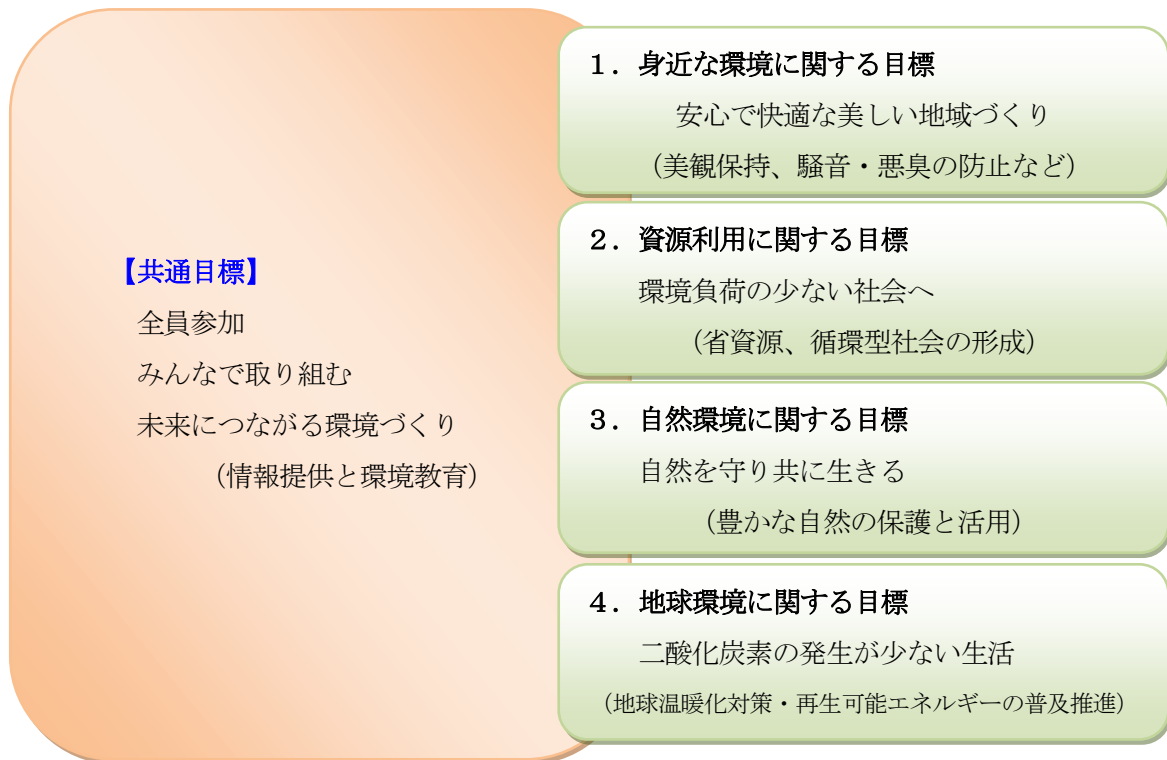 【共通目標】
全員参加
みんなで取り組む
未来につながる環境づくり
（情報提供と環境教育）
１．身近な環境に関する目標
安心で快適な美しい地域づくり
（美観保持、騒音・悪臭の防止など）
２．資源利用に関する目標
環境負荷の少ない社会へ
（省資源、循環型社会の形成）
３．自然環境に関する目標
自然を守り共に生きる
（豊かな自然の保護と活用）
４．地球環境に関する目標
二酸化炭素の発生が少ない生活
（地球温暖化対策・再生可能エネルギーの普及推進）